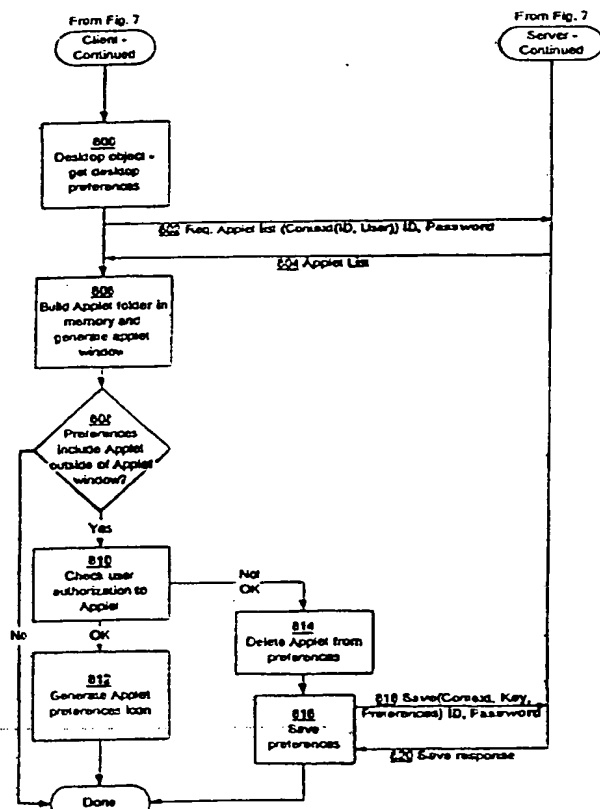 From Fig. 7
Client -
Continued
From Fig. 7
Server -
Continued
800
Desktop object -
get desktop
preferences
802 Req. Applet list (Context(ID, User)) ID, Password
804 Applet List
806
Build Applet folder in
memory and
generate applet
window
808
Preferences
include Applet
outside of Applet
window?
Yes
No
810
Check user
authorization to
Applet
Not
OK
OK
814
Delete Applet from
preferences
812
Generate Applet
preferences Icon
816
Save
preferences
818 Save(Context, Key,
Preferences) ID, Password
820 Save response
Done